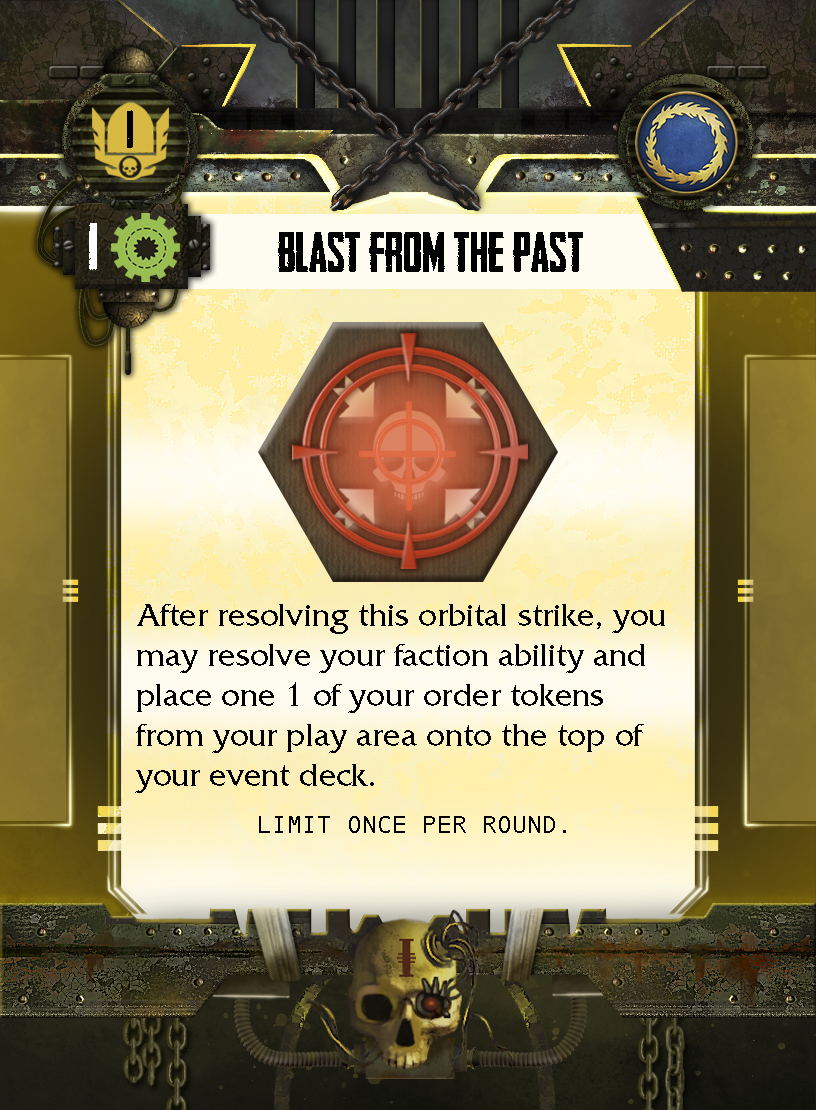 1
1
BLAST FROM THE PAST
After resolving this orbital strike, you
may resolve your faction ability and
place one 1 of your order tokens
from your play area onto the top of
your event deck.
LIMIT ONCE PER ROUND.
I